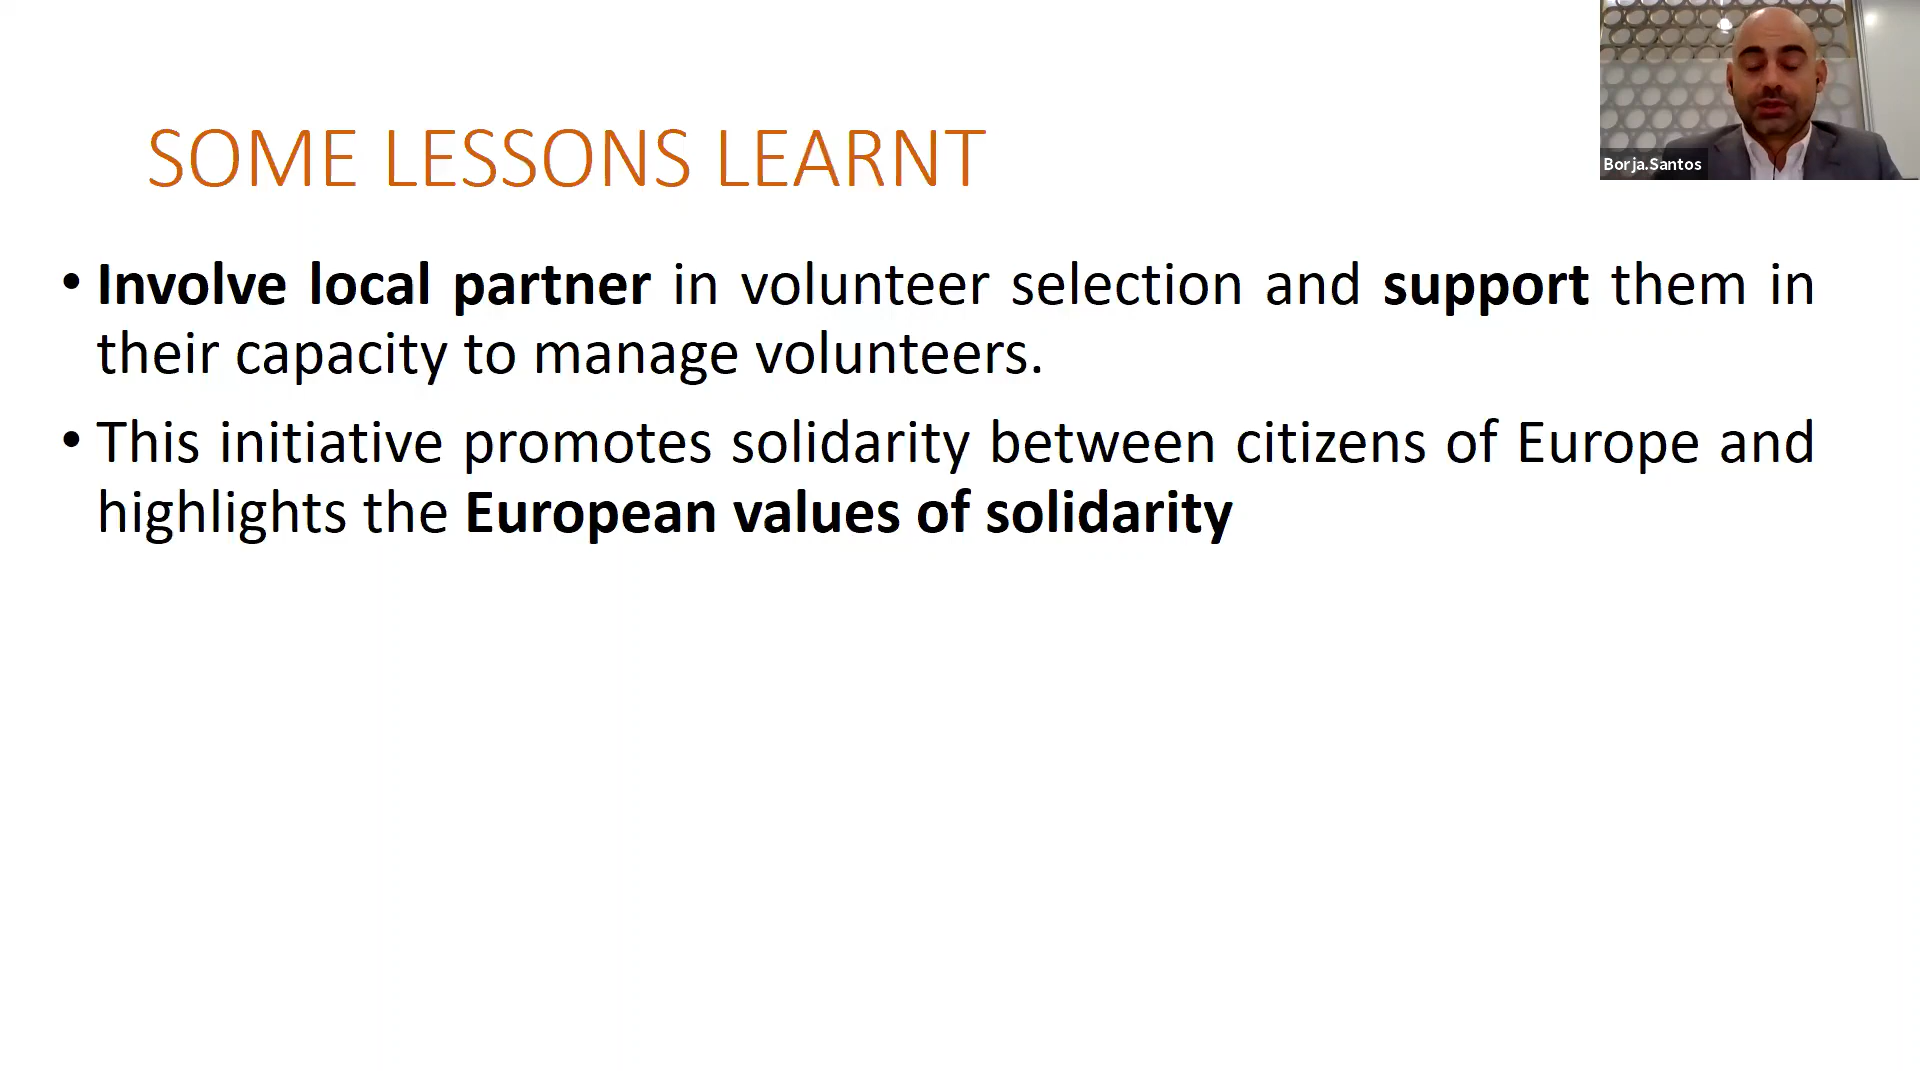 SOME LESSONS LEARNT
Borja.Santos
• Involve local partner in volunteer selection and support them in
their capacity to manage volunteers.
• This initiative promotes solidarity between citizens of Europe and
highlights the European values of solidarity